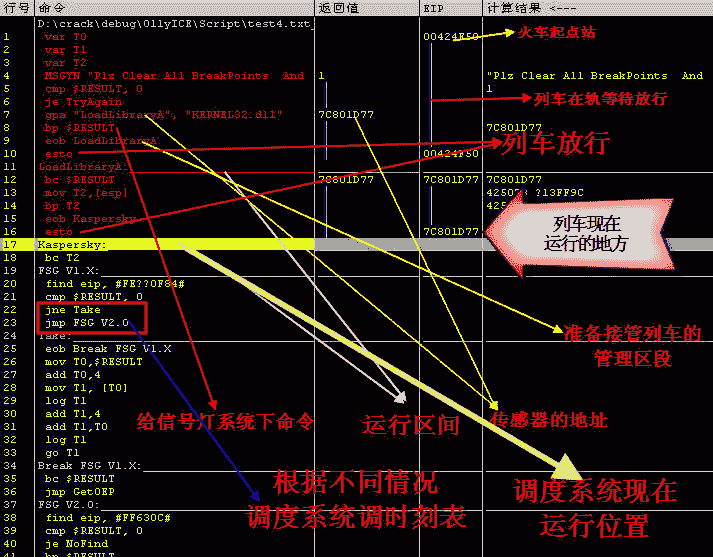 行号 命令 返回值 EIP 计算结果 <---
D:\crack\debug\OllyICE\Script\test4.txt
1 var T0 00424F50 火车起点站
2 var T1
3 var T2
4 MSGYN "Plz Clear All BreakPoints And 1 "Plz Clear All BreakPoints And
5 cmp $RESULT, 0 1
6 je TryAgain 列车在轨等待放行
7 gpa "LoadLibraryA", "KERNEL32.dll" 7C801D77
8 bp $RESULT 7C801D77
9 eob LoadLibraryA 列车放行
10 esto 00424F50
11 LoadLibraryA:
12 bc $RESULT 7C801D77 7C801D77 7C801D77
13 mov T2,[esp] ?13FF9C
14 bp T2
15 eob Kaspersky
16 esto 7C801D77
列车现在
运行的地方
17 Kaspersky:
18 bc T2
19 FSG V1.X:
20 find eip, #FE??0F84#
21 cmp $RESULT, 0
22 jne Take
23 jmp FSG V2.0
准备接管列车的
管理区段
24 Take:
25 eob Break FSG V1.X
26 mov T0,$RESULT
27 add T0,4
28 mov T1, [T0]
29 log T1
30 add T1,4
给信号灯系统下命令 运行区间 传感器的地址
31 add T1,T0
32 log T1
33 go T1
34 Break FSG V1.X:
35 bc $RESULT
36 jmp GetOEP
根据不同情况
调度系统调时刻表
调度系统现在
运行位置
37 FSG V2.0:
38 find eip, #FF630C#
39 cmp $RESULT, 0
40 je NoFind
41 bp $RESULT